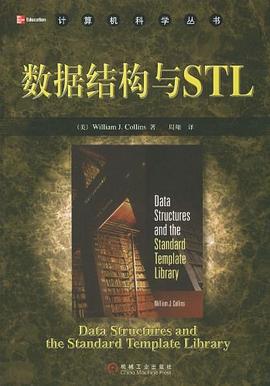 Education
计算机科学丛书
数据结构与STL
(美) William J. Collins 著 周翔 译
Data
Structures
and the
Standard
Template
Library
William J. Collins
Data Structures and
the Standard Template Library
机械工业出版社
China Machine Press